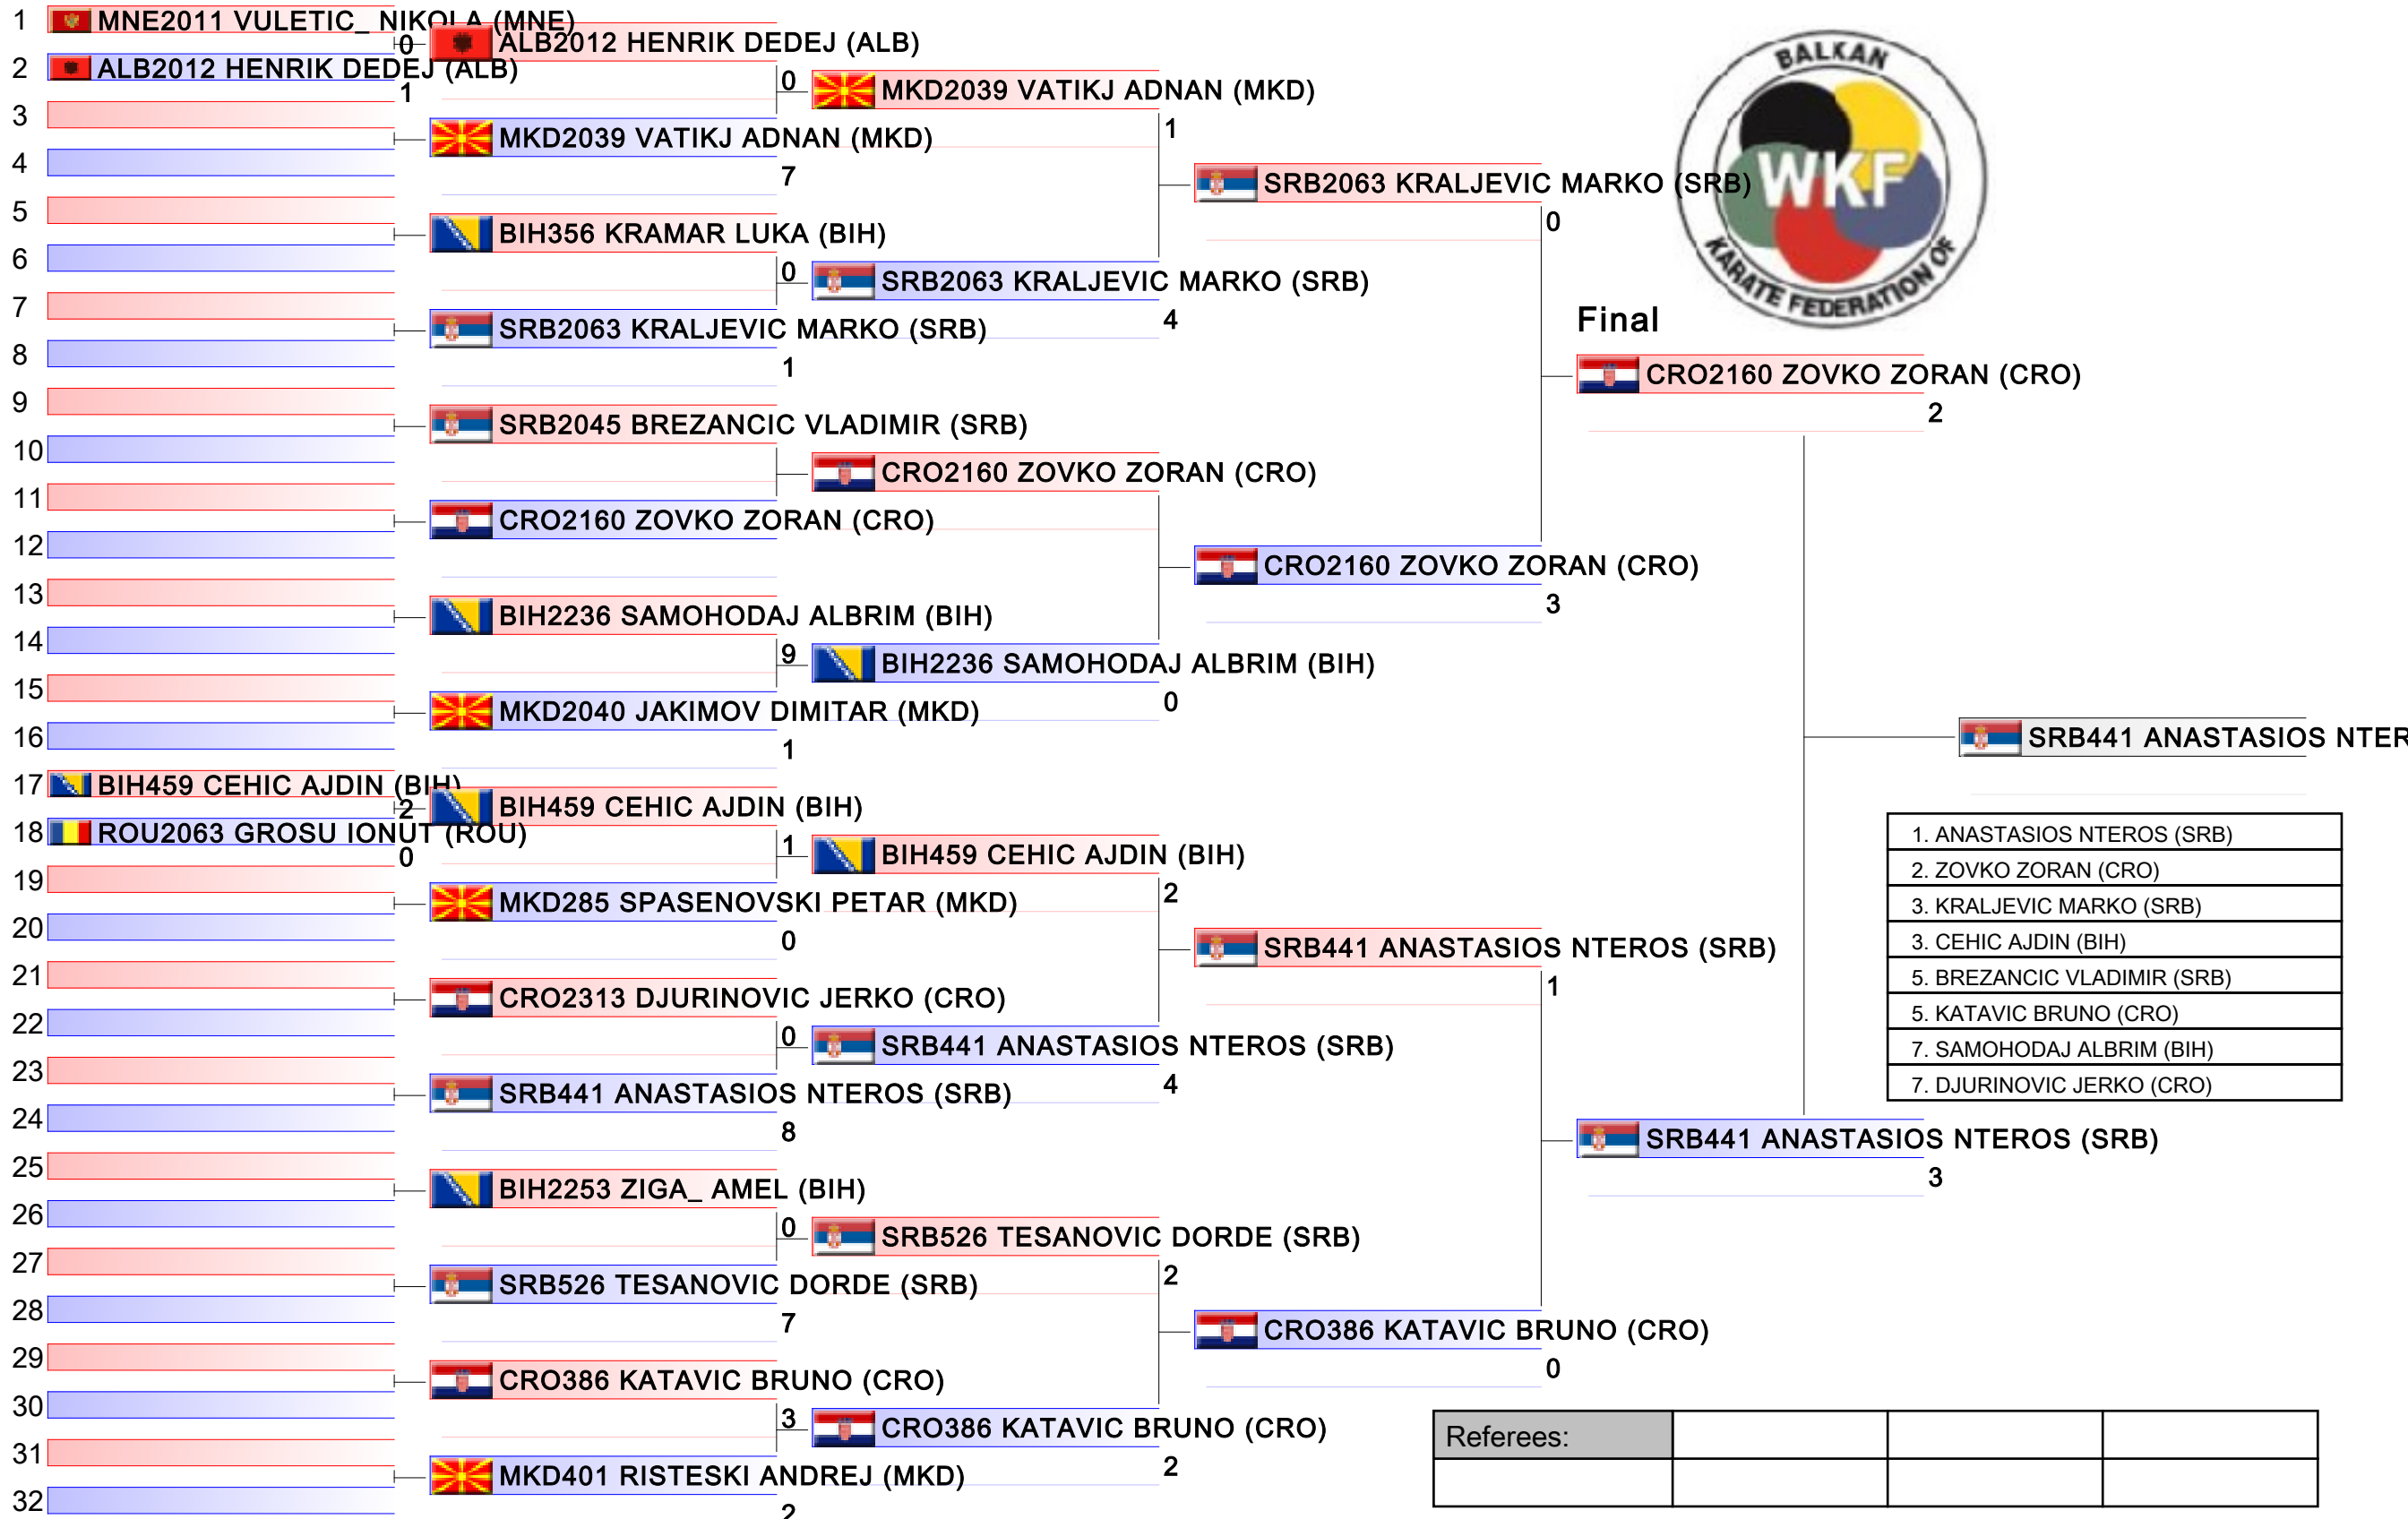 1 MNE2011 VULETIC_ NIKOLA (MNE)
0
2 ALB2012 HENRIK DEDEJ (ALB)
1
3
4
5
6
7
8
9
10
11
12
13
14
15
16
17 BIH459 CEHIC AJDIN (BIH)
2
18 ROU2063 GROSU IONUT (ROU)
0
19
20
21
22
23
24
25
26
27
28
29
30
31
32
ALB2012 HENRIK DEDEJ (ALB)
0
MKD2039 VATIKJ ADNAN (MKD)
7
BIH356 KRAMAR LUKA (BIH)
0
SRB2063 KRALJEVIC MARKO (SRB)
1
SRB2045 BREZANCIC VLADIMIR (SRB)
CRO2160 ZOVKO ZORAN (CRO)
BIH2236 SAMOHODAJ ALBRIM (BIH)
9
MKD2040 JAKIMOV DIMITAR (MKD)
1
BIH459 CEHIC AJDIN (BIH)
1
MKD285 SPASENOVSKI PETAR (MKD)
0
CRO2313 DJURINOVIC JERKO (CRO)
0
SRB441 ANASTASIOS NTEROS (SRB)
8
BIH2253 ZIGA_ AMEL (BIH)
0
SRB526 TESANOVIC DORDE (SRB)
7
CRO386 KATAVIC BRUNO (CRO)
3
MKD401 RISTESKI ANDREJ (MKD)
2
MKD2039 VATIKJ ADNAN (MKD)
1
SRB2063 KRALJEVIC MARKO (SRB)
4
CRO2160 ZOVKO ZORAN (CRO)
BIH2236 SAMOHODAJ ALBRIM (BIH)
0
BIH459 CEHIC AJDIN (BIH)
2
SRB441 ANASTASIOS NTEROS (SRB)
4
SRB526 TESANOVIC DORDE (SRB)
2
CRO386 KATAVIC BRUNO (CRO)
2
SRB2063 KRALJEVIC MARKO (SRB)
0
CRO2160 ZOVKO ZORAN (CRO)
3
SRB441 ANASTASIOS NTEROS (SRB)
1
CRO386 KATAVIC BRUNO (CRO)
0
BALKAN
WKF
KARATE FEDERATION OF
Final
CRO2160 ZOVKO ZORAN (CRO)
2
SRB441 ANASTASIOS NTEROS (SRB)
3
SRB441 ANASTASIOS NTER
1. ANASTASIOS NTEROS (SRB)
2. ZOVKO ZORAN (CRO)
3. KRALJEVIC MARKO (SRB)
3. CEHIC AJDIN (BIH)
5. BREZANCIC VLADIMIR (SRB)
5. KATAVIC BRUNO (CRO)
7. SAMOHODAJ ALBRIM (BIH)
7. DJURINOVIC JERKO (CRO)
Referees: